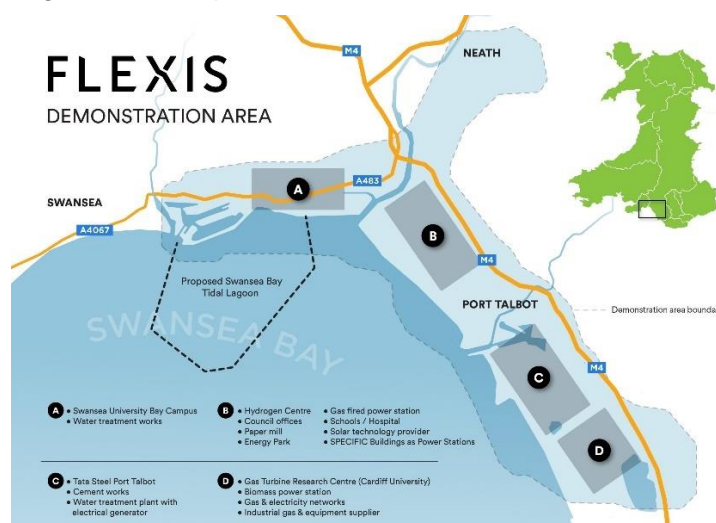 FLEXIS
DEMONSTRATION AREA
M4
NEATH
SWANSEA
A
A483
A4067
B
M4
Proposed Swansea Bay
Tidal Lagoon
PORT TALBOT
Demonstration area bounda
SWANSEA BAY
C
M4
D
A
• Swansea University Bay Campus
• Water treatment works
B
• Hydrogen Centre
• Council offices
• Paper mill
• Energy Park
• Gas fired power station
• Schools / Hospital
• Solar technology provider
• SPECIFIC Buildings as Power Stations
C
• Tata Steel Port Talbot
• Cement works
• Water treatment plant with
electrical generator
D
• Gas Turbine Research Centre (Cardiff University)
• Biomass power station
• Gas & electricity networks
• Industrial gas & equipment supplier